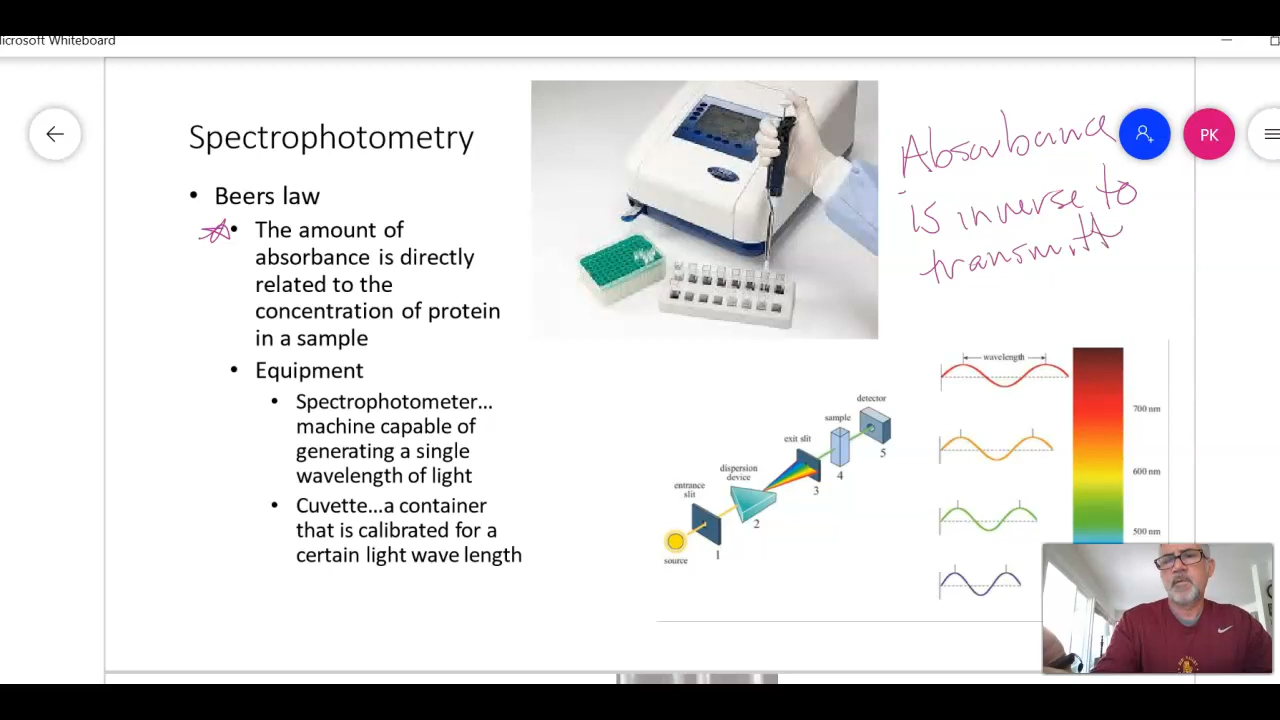 Microsoft Whiteboard
Spectrophotometry
• Beers law
• The amount of
absorbance is directly
related to the
concentration of protein
in a sample
• Equipment
• Spectrophotometer...
machine capable of
generating a single
wavelength of light
• Cuvette...a container
that is calibrated for a
certain light wave length
Absorbance
is inverse to
transmitt
PK
source
entrance
slit
1
dispersion
device
2
exit slit
3
sample
4
detector
5
wavelength
700 nm
600 nm
500 nm